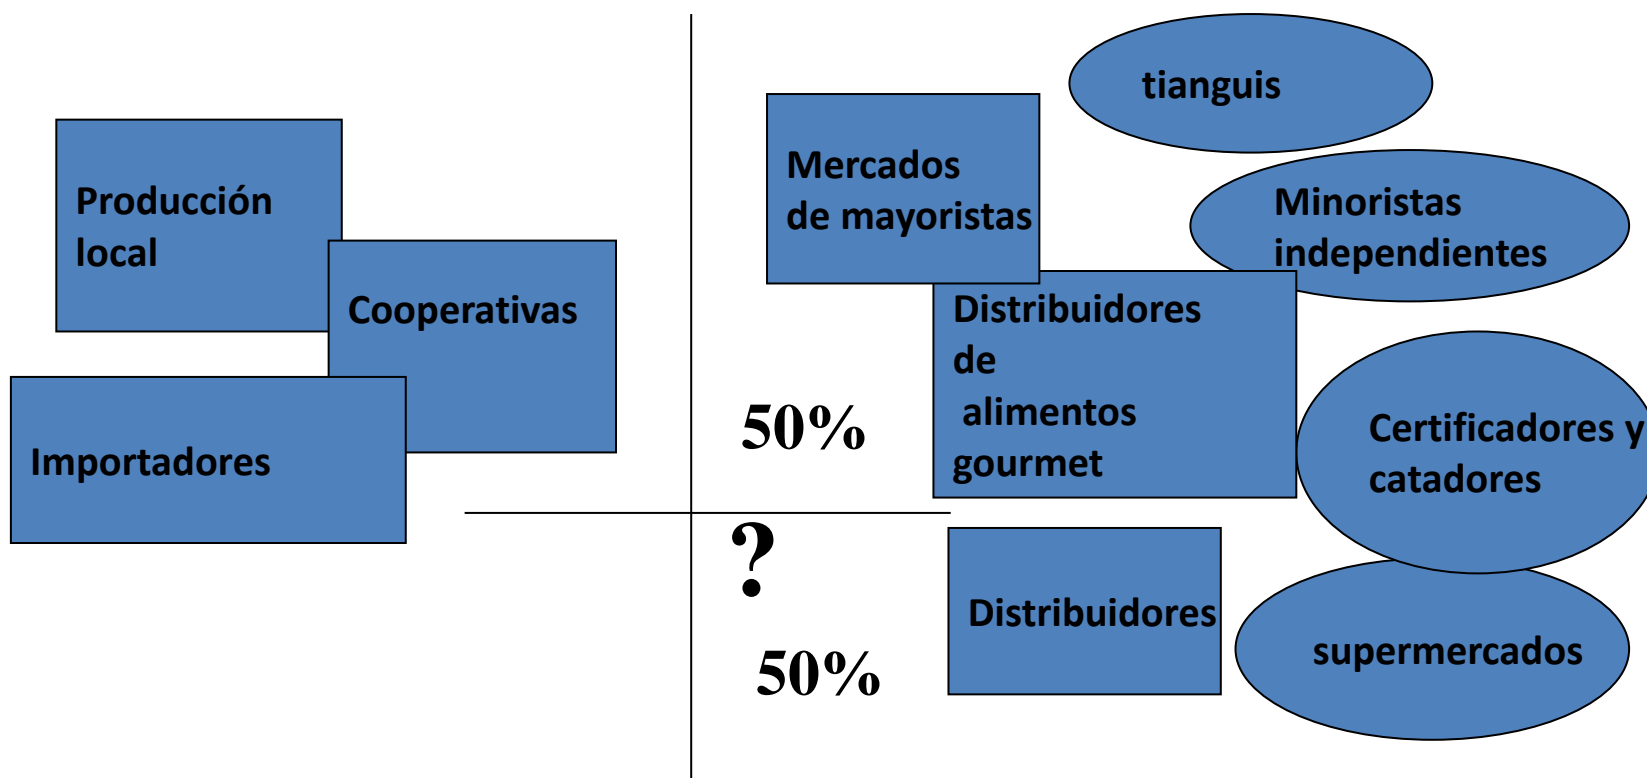 Producción
local
Cooperativas
Importadores
tianguis
Mercados
de mayoristas
Minoristas
independientes
Distribuidores
de
alimentos
gourmet
50%
Certificadores y
catadores
?
50%
Distribuidores
supermercados